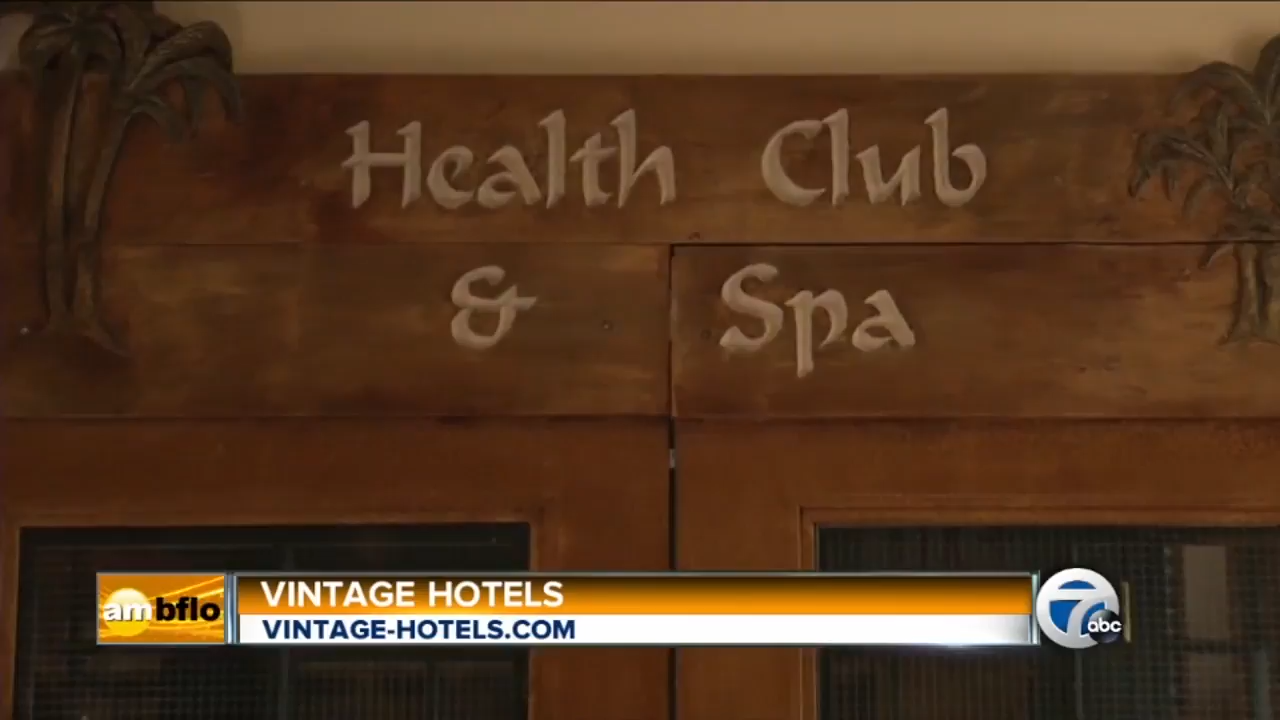 Health Club
& Spa
am bflo
VINTAGE HOTELS
VINTAGE-HOTELS.COM
7 abc